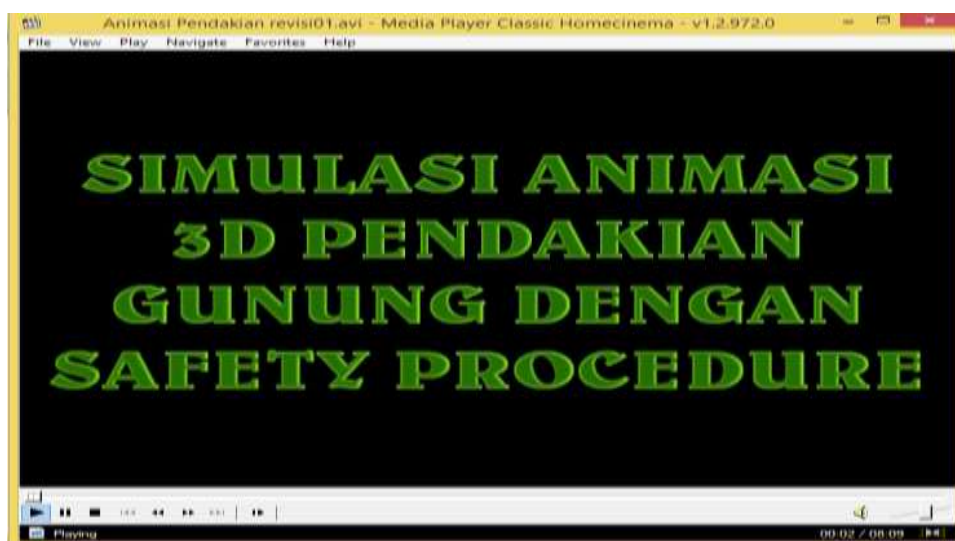 Animasi Pendakian revisi01.avi - Media Player Classic Homecinema - v1.2.972.0
File View Play Navigate Favorites Help
SIMULASI ANIMASI
3D PENDAKIAN
GUNUNG DENGAN
SAFETY PROCEDURE
Playing
00:02 / 08:09